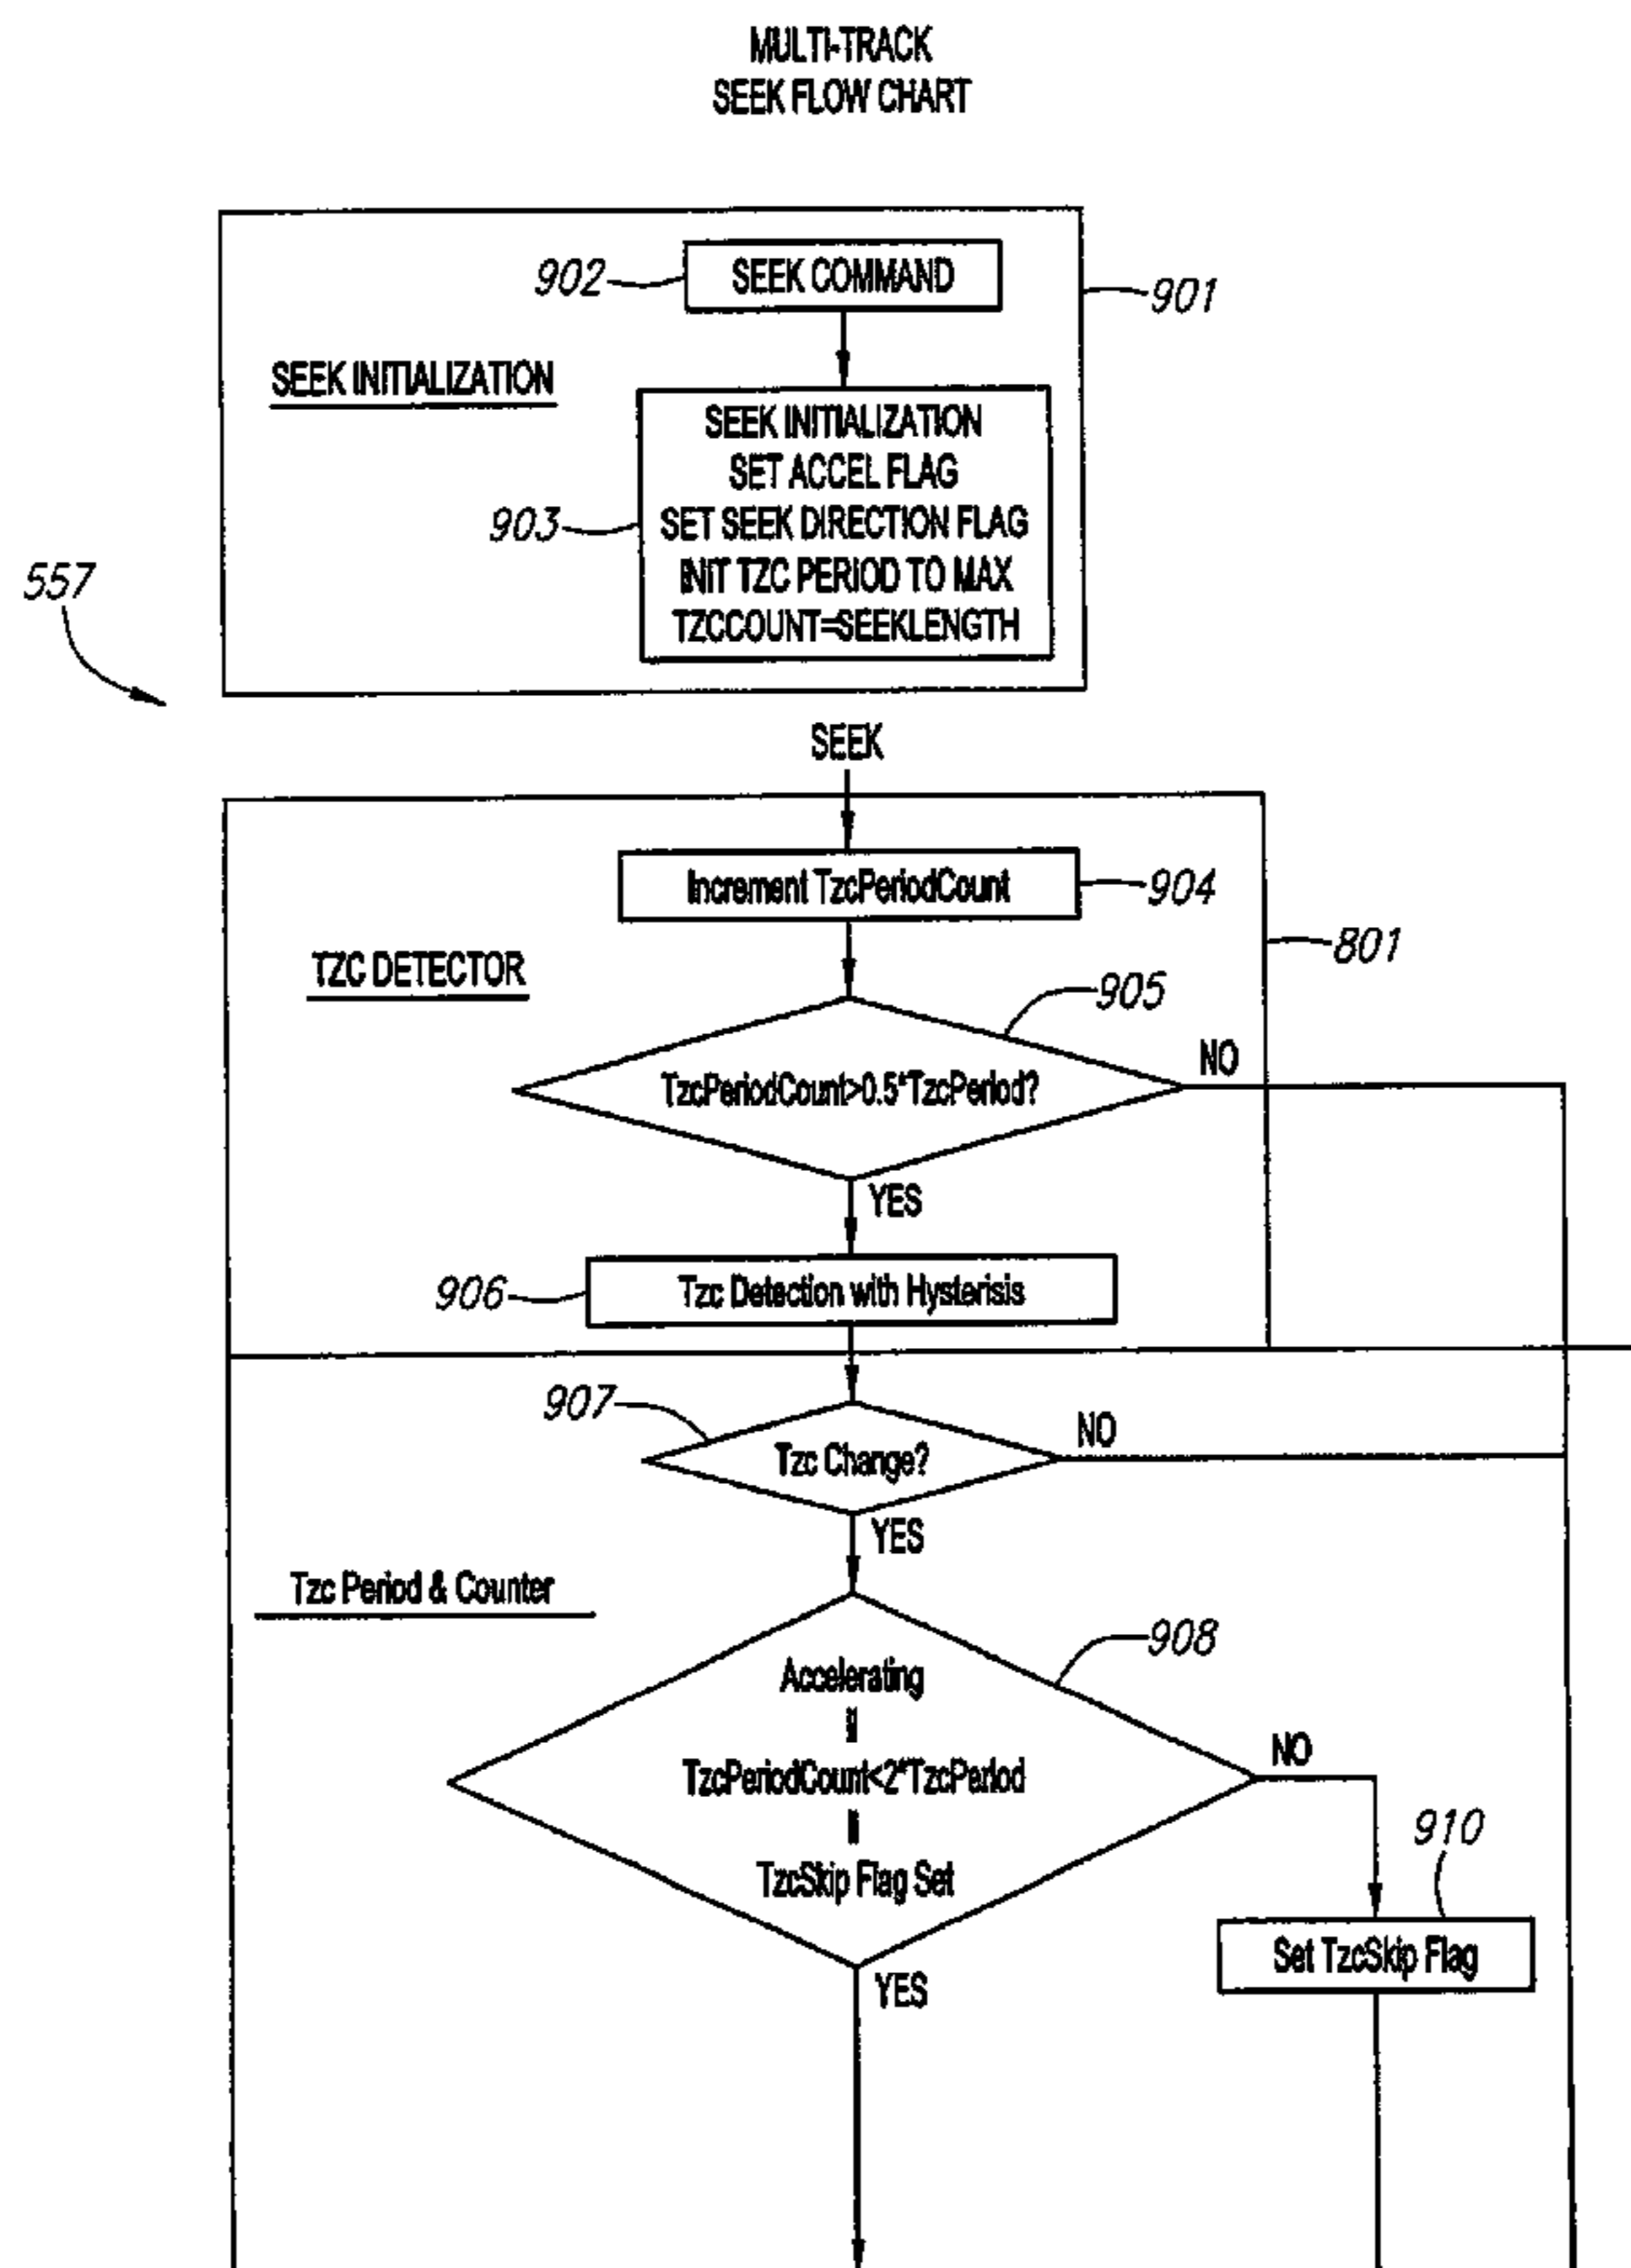 MULTI-TRACK
SEEK FLOW CHART
902
SEEK COMMAND
901
SEEK INITIALIZATION
SEEK INITIALIZATION
SET ACCEL FLAG
903
SET SEEK DIRECTION FLAG
INIT TZC PERIOD TO MAX
TZCCOUNT=SEEKLENGTH
557
SEEK
Increment TzcPeriodCount
904
801
TZC DETECTOR
905
NO
TzcPeriodCount>0.5*TzcPeriod?
YES
906
Tzc Detection with Hysterisis
907
NO
Tzc Change?
YES
Tzc Period & Counter
908
Accelerating
||
TzcPeriodCount<2*TzcPeriod
||
TzcSkip Flag Set
NO
910
Set TzcSkip Flag
YES